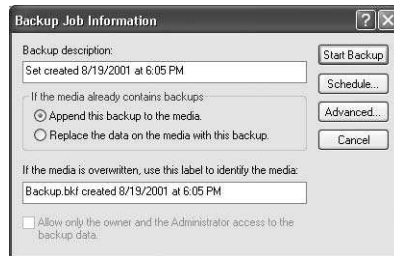 Backup Job Information
Backup description:
Set created 8/19/2001 at 6:05 PM
If the media already contains backups
Append this backup to the media.
Replace the data on the media with this backup.
If the media is overwritten, use this label to identify the media:
Backup.bkf created 8/19/2001 at 6:05 PM
Allow only the owner and the Administrator access to the
backup data.
Start Backup
Schedule...
Advanced...
Cancel